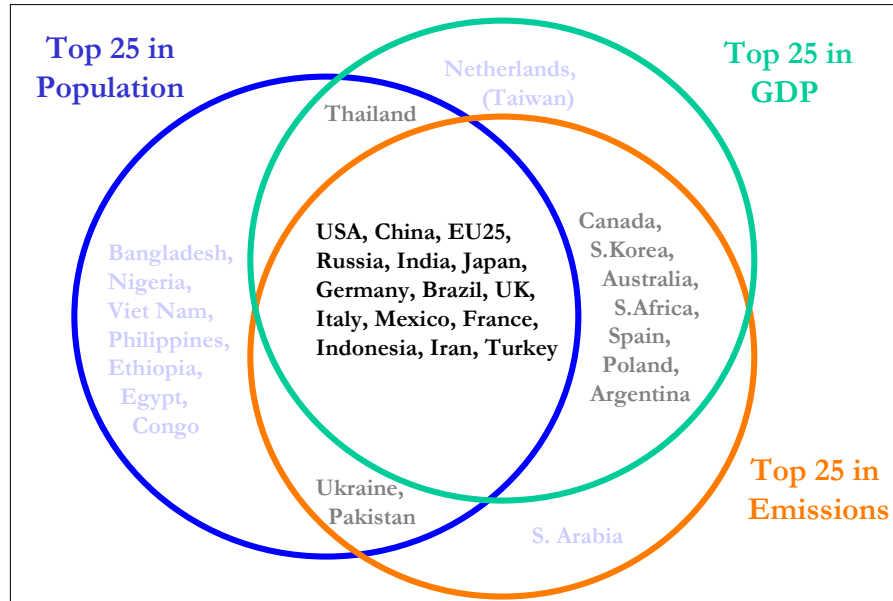 Top 25 in
Population
Netherlands,
(Taiwan)
Top 25 in
GDP
Thailand
Bangladesh,
Nigeria,
Viet Nam,
Philippines,
Ethiopia,
Egypt,
Congo
USA, China, EU25,
Russia, India, Japan,
Germany, Brazil, UK,
Italy, Mexico, France,
Indonesia, Iran, Turkey
Canada,
S.Korea,
Australia,
S.Africa,
Spain,
Poland,
Argentina
Ukraine,
Pakistan
S. Arabia
Top 25 in
Emissions